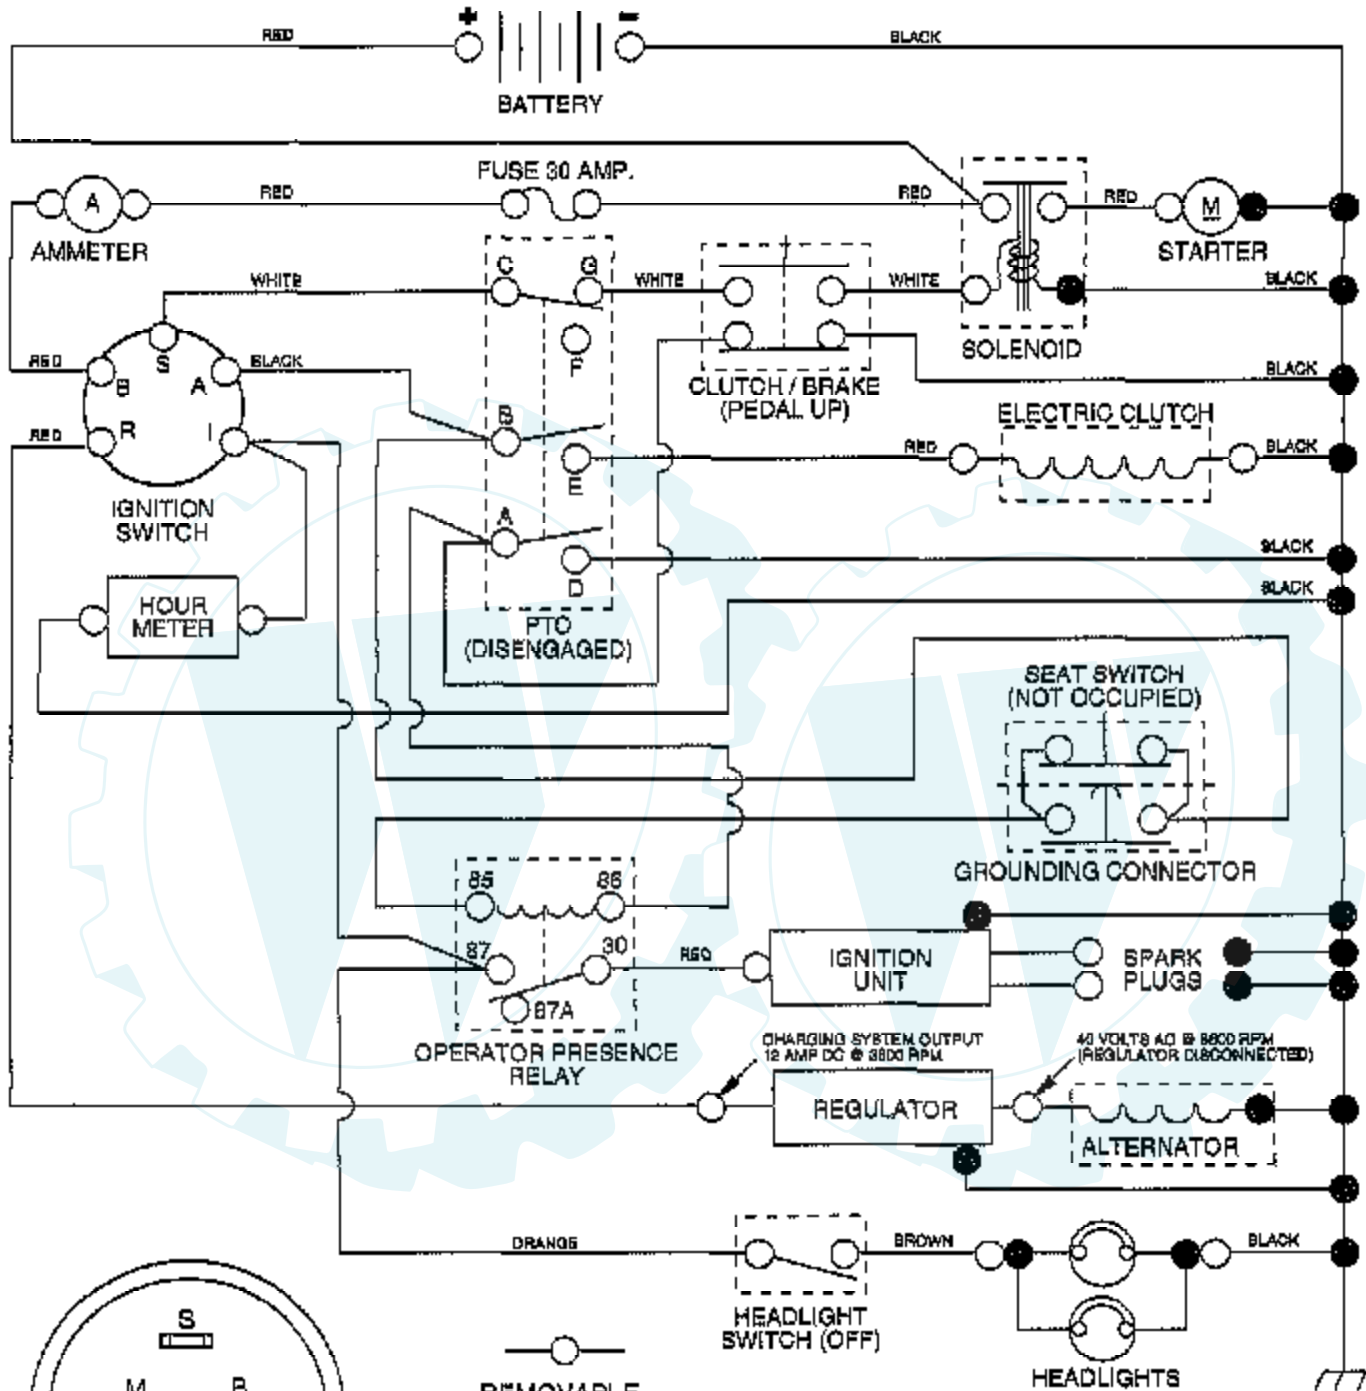 + -
RED
BLACK
BATTERY
FUSE 30 AMP.
A
RED
RED
RED
M
AMMETER
STARTER
C G
WHITE
WHITE
WHITE
BLACK
F
SOLENOID
RED
B
S
A
BLACK
CLUTCH / BRAKE
(PEDAL UP)
BLACK
RED
R
I
B
ELECTRIC CLUTCH
RED
BLACK
E
IGNITION
SWITCH
A
D
BLACK
BLACK
HOUR
METER
PTO
(DISENGAGED)
SEAT SWITCH
(NOT OCCUPIED)
GROUNDING CONNECTOR
85 86
87 30
RED
87A
IGNITION
UNIT
SPARK
PLUGS
OPERATOR PRESENCE
RELAY
CHARGING SYSTEM OUTPUT
12 AMP DC @ 3600 RPM
40 VOLTS AC @ 3600 RPM
(REGULATOR DISCONNECTED)
REGULATOR
ALTERNATOR
ORANGE
BROWN
BLACK
HEADLIGHT
SWITCH (OFF)
HEADLIGHTS
S
M B
REMOVABLE